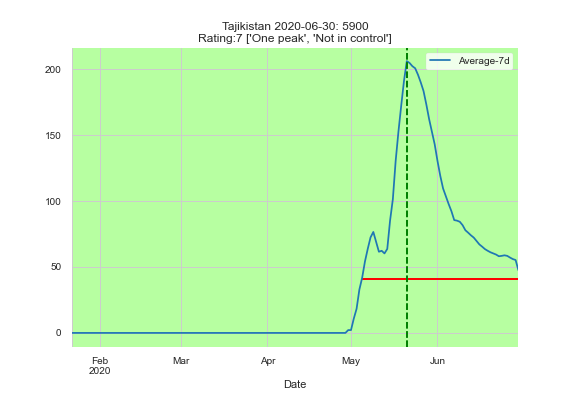 Tajikistan 2020-06-30: 5900
Rating:7 ['One peak', 'Not in control']
Average-7d
200
150
100
50
0
Feb Mar Apr May Jun
2020
Date